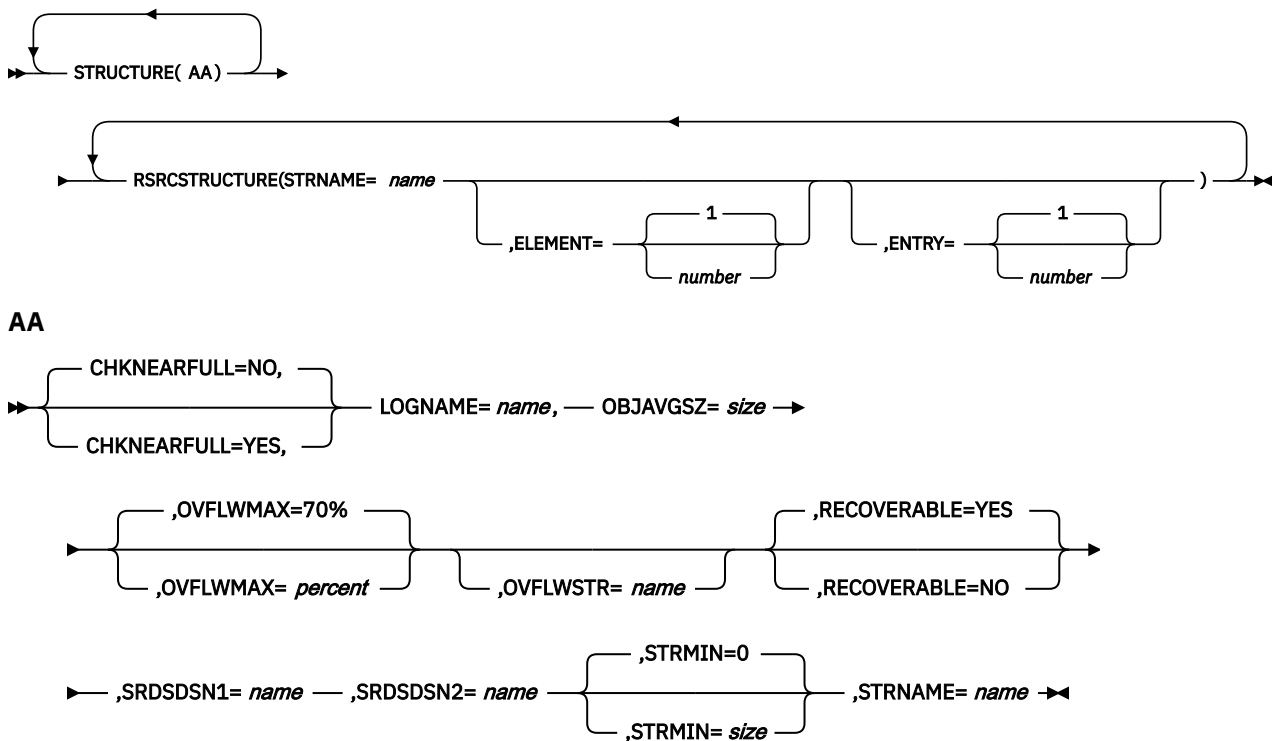 STRUCTURE( AA)
RSRCSTRUCTURE(STRNAME= name )
1 1
,ELEMENT= ,ENTRY=
number number
AA
CHKNEARFULL=NO,
LOGNAME= name, OBJAVGSZ= size
CHKNEARFULL=YES,
,OVFLWMAX=70% ,RECOVERABLE=YES
,OVFLWMAX= percent ,OVFLWSTR= name ,RECOVERABLE=NO
,STRMIN=0
,SRDSDSN1= name ,SRDSDSN2= name ,STRNAME= name
,STRMIN= size